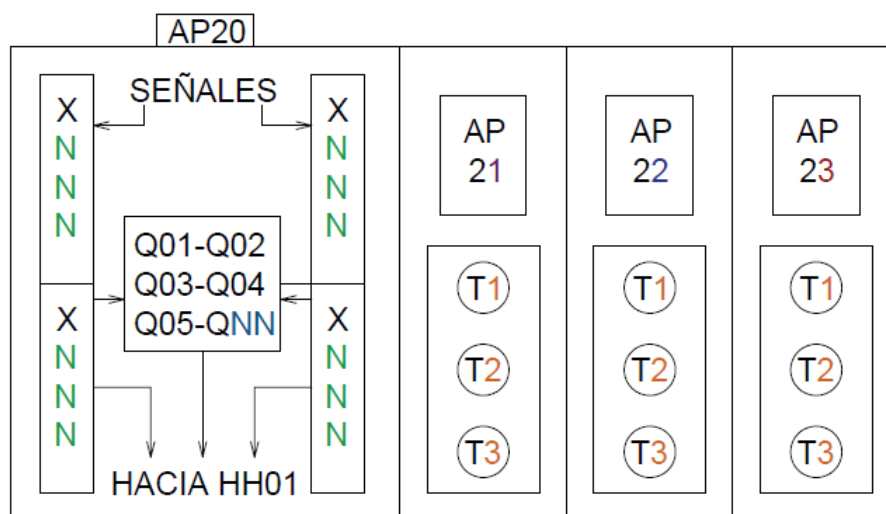 AP20
SEÑALES
X
N
N
N
X
N
N
N
Q01-Q02
Q03-Q04
Q05-QNN
X
N
N
N
X
N
N
N
HACIA HH01
AP
21
T1
T2
T3
AP
22
T1
T2
T3
AP
23
T1
T2
T3